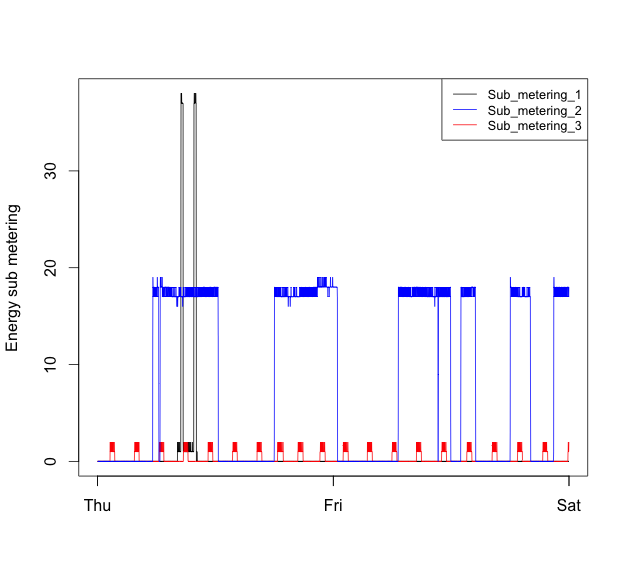 Sub_metering_1
Sub_metering_2
Sub_metering_3
Energy sub metering
30
20
10
0
Thu Fri Sat